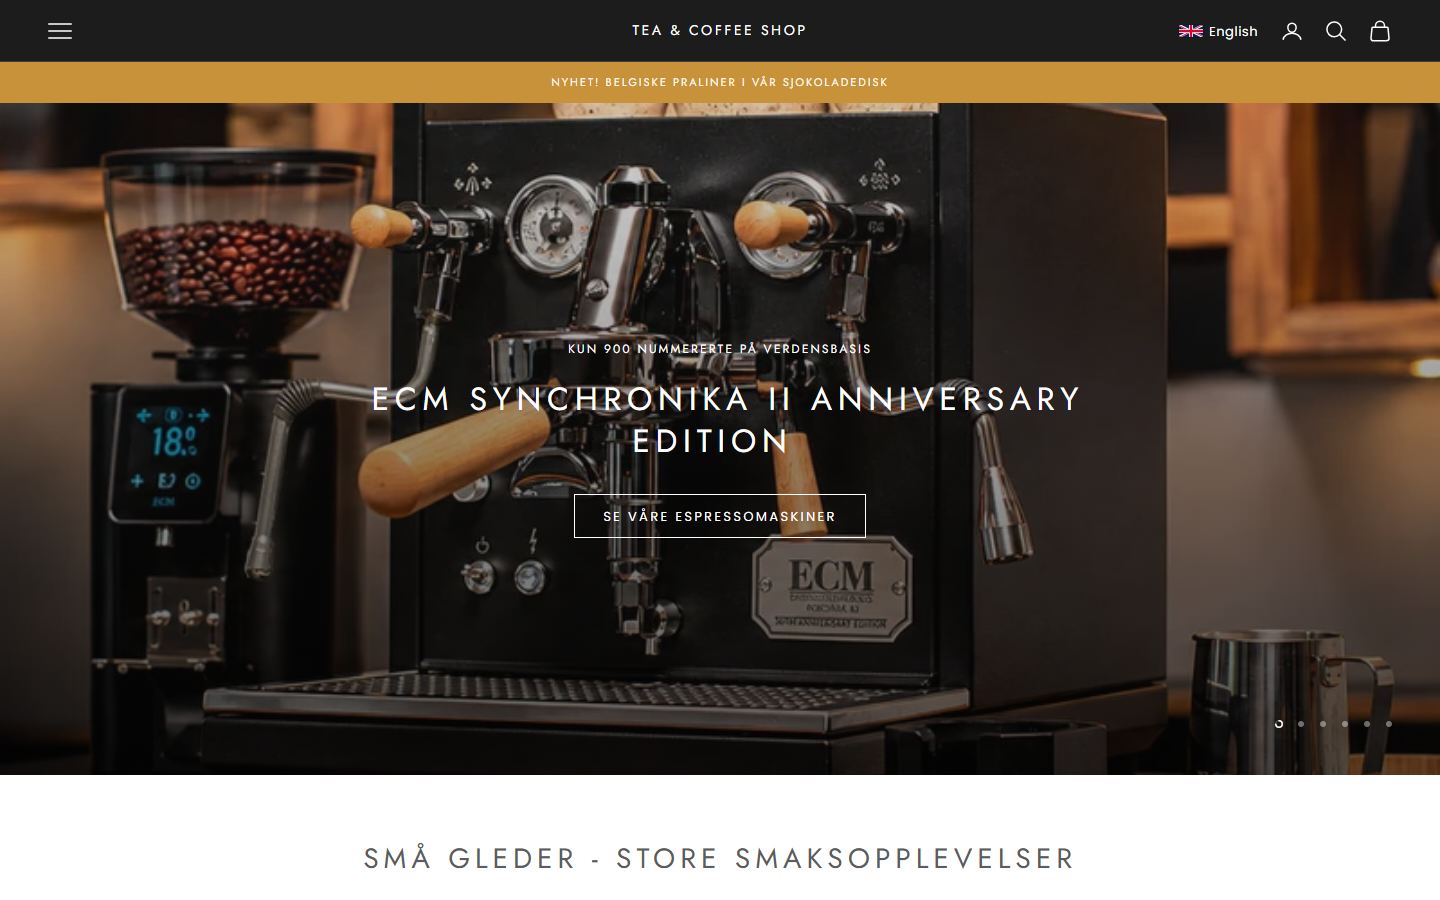 TEA & COFFEE SHOP
English
NYHET! BELGISKE PRALINER I VÅR SJOKOLADEDISK
KUN 900 NUMMERERTE PÅ VERDENSBASIS
ECM SYNCHRONIKA II ANNIVERSARY
EDITION
SE VÅRE ESPRESSOMASKINER
18.0
ECM
ECM
SMÅ GLEDER - STORE SMAKSOPPLEVELSER